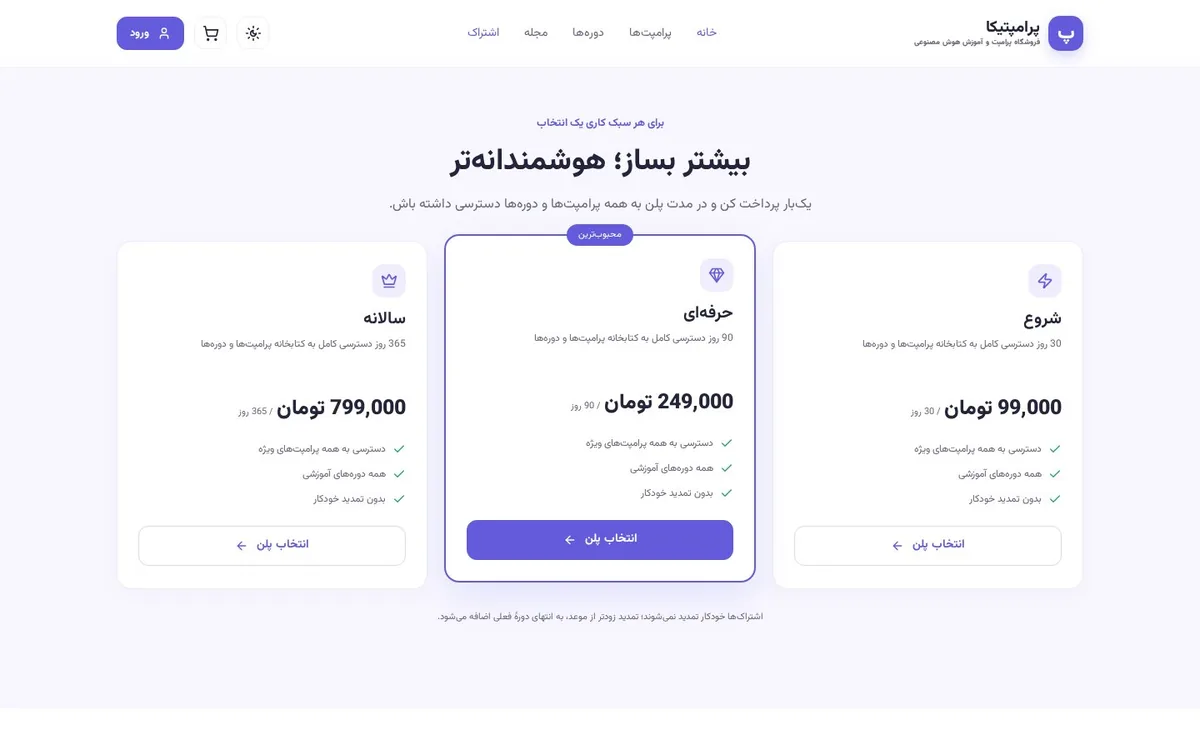 پ
پرامپتیکا
فروشگاه پرامپت و آموزش هوش مصنوعی
خانه
پرامپت‌ها
دوره‌ها
مجله
اشتراک
ورود
برای هر سبک کاری یک انتخاب
بیشتر بساز؛ هوشمندانه‌تر
یک‌بار پرداخت کن و در مدت پلن به همه پرامپت‌ها و دوره‌ها دسترسی داشته باش.
شروع
30 روز دسترسی کامل به کتابخانه پرامپت‌ها و دوره‌ها
99,000 تومان / 30 روز
دسترسی به همه پرامپت‌های ویژه
همه دوره‌های آموزشی
بدون تمدید خودکار
انتخاب پلن ←
محبوب‌ترین
حرفه‌ای
90 روز دسترسی کامل به کتابخانه پرامپت‌ها و دوره‌ها
249,000 تومان / 90 روز
دسترسی به همه پرامپت‌های ویژه
همه دوره‌های آموزشی
بدون تمدید خودکار
انتخاب پلن ←
سالانه
365 روز دسترسی کامل به کتابخانه پرامپت‌ها و دوره‌ها
799,000 تومان / 365 روز
دسترسی به همه پرامپت‌های ویژه
همه دوره‌های آموزشی
بدون تمدید خودکار
انتخاب پلن ←
اشتراک‌ها خودکار تمدید نمی‌شوند؛ تمدید زودتر از موعد، به انتهای دورهٔ فعلی اضافه می‌شود.